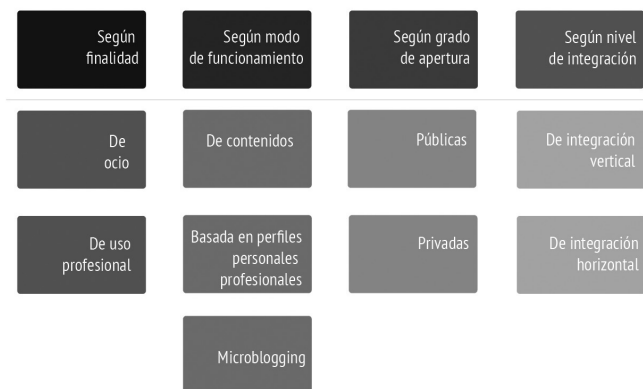 Según
finalidad
Según modo
de funcionamiento
Según grado
de apertura
Según nivel
de integración
De
ocio
De contenidos
Públicas
De integración
vertical
De uso
profesional
Basada en perfiles
personales
profesionales
Privadas
De integración
horizontal
Microblogging